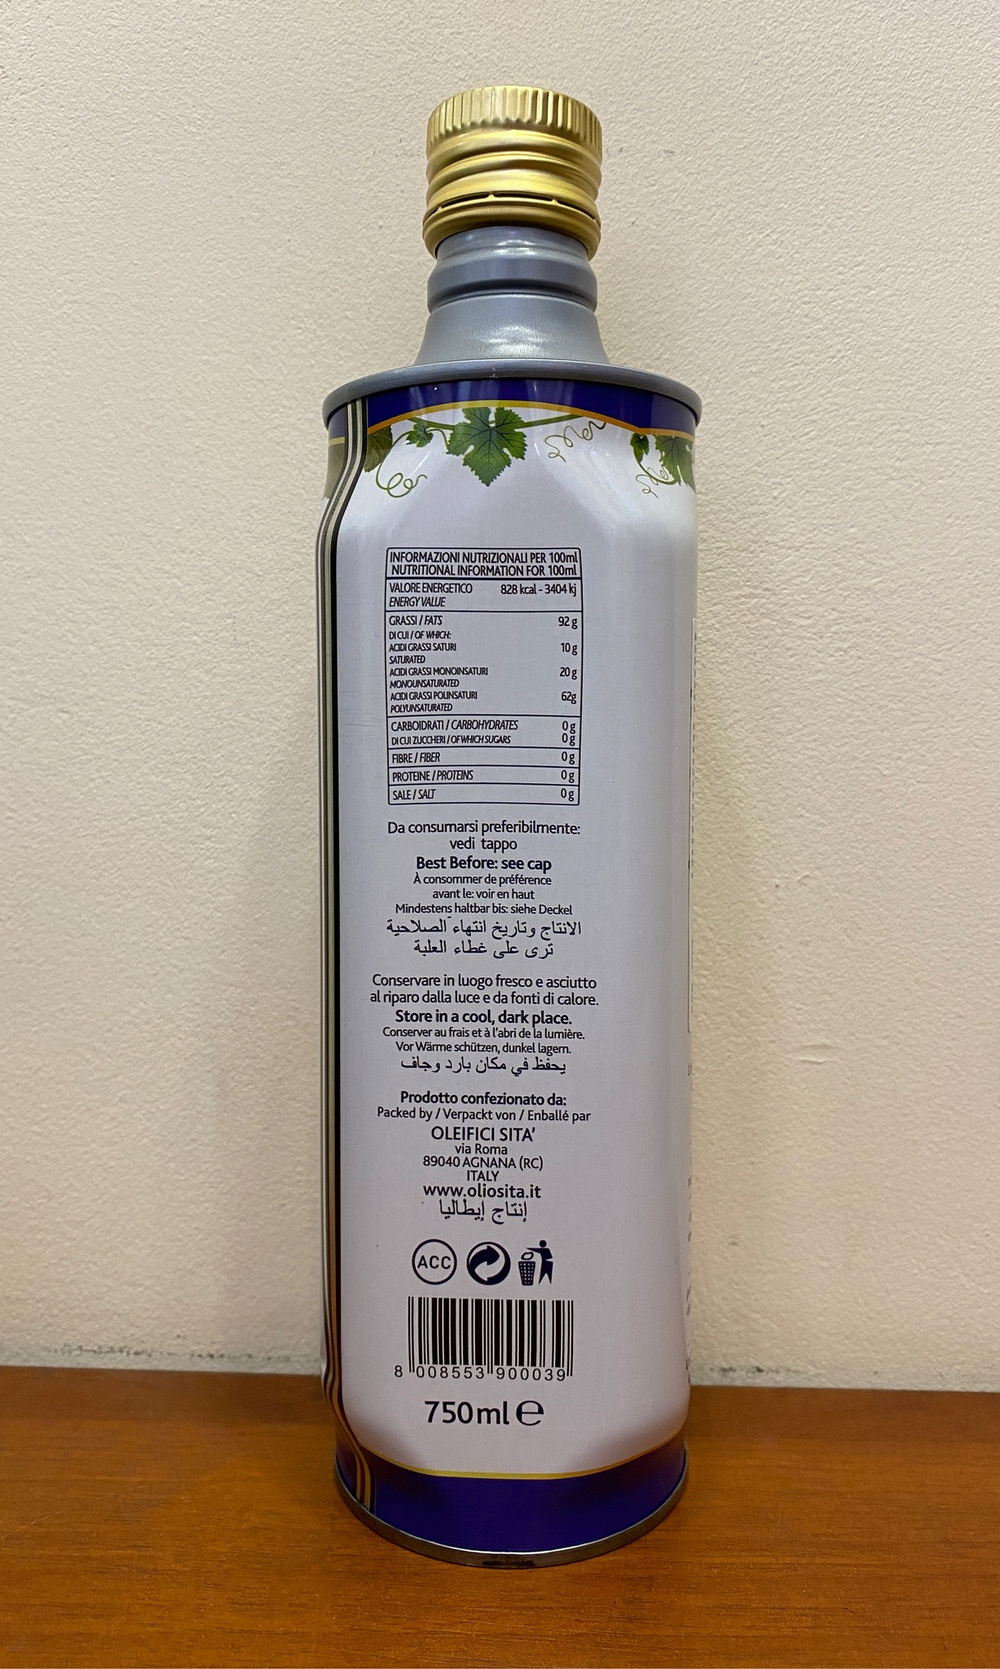 INFORMAZIONI NUTRIZIONALI PER 100ml
NUTRITIONAL INFORMATION FOR 100ml
VALORE ENERGETICO 828 kcal - 3404 kj
ENERGY VALUE
GRASSI / FATS 92 g
DI CUI / OF WHICH:
ACIDI GRASSI SATURI 10 g
SATURATED
ACIDI GRASSI MONOINSATURI 20 g
MONOUNSATURATED
ACIDI GRASSI POLINSATURI 62g
POLYUNSATURATED
CARBOIDRATI / CARBOHYDRATES 0 g
DI CUI ZUCCHERI / OF WHICH SUGARS 0 g
FIBRE / FIBER 0 g
PROTEINE / PROTEINS 0 g
SALE / SALT 0 g
Da consumarsi preferibilmente:
vedi tappo
Best Before: see cap
À consommer de préférence
avant le: voir en haut
Mindestens haltbar bis: siehe Deckel
الانتاج وتاريخ انتهاء الصلاحية
ترى على غطاء العلبة
Conservare in luogo fresco e asciutto
al riparo dalla luce e da fonti di calore.
Store in a cool, dark place.
Conserver au frais et à l'abri de la lumière.
Vor Wärme schützen, dunkel lagern.
يحفظ في مكان بارد وجاف
Prodotto confezionato da:
Packed by / Verpackt von / Enballé par
OLEIFICI SITA'
via Roma
89040 AGNANA (RC)
ITALY
www.oliosita.it
إنتاج إيطاليا
ACC
8 008553 900039
750ml e